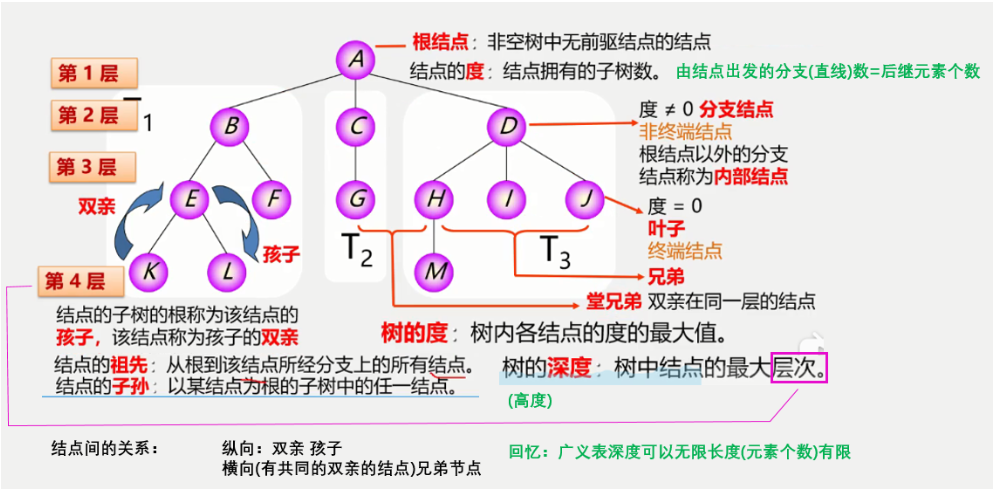 A
根结点：非空树中无前驱结点的结点
第 1 层
结点的度：结点拥有的子树数。
由结点出发的分支(直线)数=后继元素个数
第 2 层
T1
B
C
D
度 ≠ 0 分支结点
非终端结点
根结点以外的分支
结点称为内部结点
第 3 层
双亲
E
F
G
H
I
J
度 = 0
叶子
终端结点
孩子
T2
T3
兄弟
第 4 层
K
L
M
堂兄弟 双亲在同一层的结点
结点的子树的根称为该结点的
孩子，该结点称为孩子的双亲
树的度：树内各结点的度的最大值。
结点的祖先：从根到该结点所经分支上的所有结点。
结点的子孙：以某结点为根的子树中的任一结点。
树的深度：树中结点的最大层次。
(高度)
结点间的关系：
纵向：双亲 孩子
横向(有共同的双亲的结点)兄弟节点
回忆：广义表深度可以无限长度(元素个数)有限